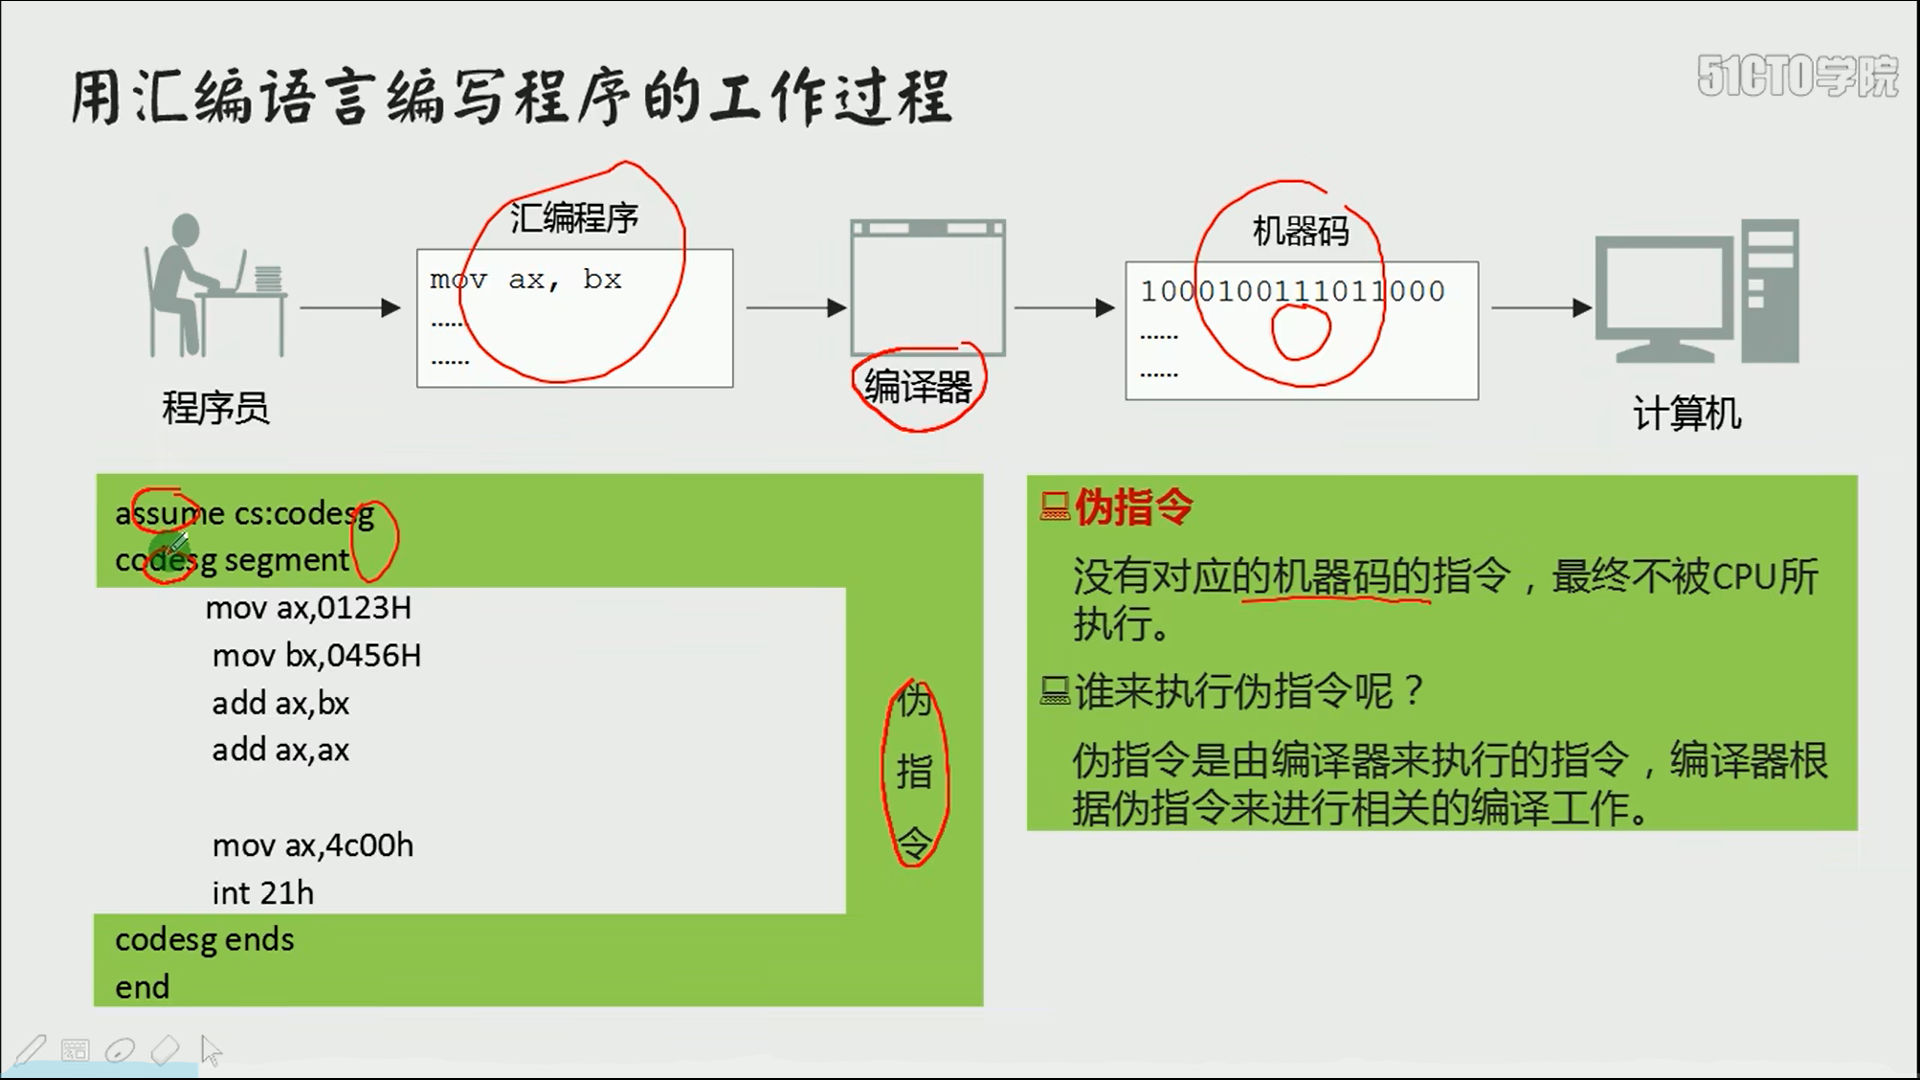 用汇编语言编写程序的工作过程
51CTO学院
汇编程序
mov ax, bx
......
......
程序员
编译器
机器码
1000100111011000
......
......
计算机
assume cs:codesg
codesg segment
mov ax,0123H
mov bx,0456H
add ax,bx
add ax,ax
mov ax,4c00h
int 21h
codesg ends
end
伪
指
令
伪指令
没有对应的机器码的指令，最终不被CPU所
执行。
谁来执行伪指令呢？
伪指令是由编译器来执行的指令，编译器根
据伪指令来进行相关的编译工作。